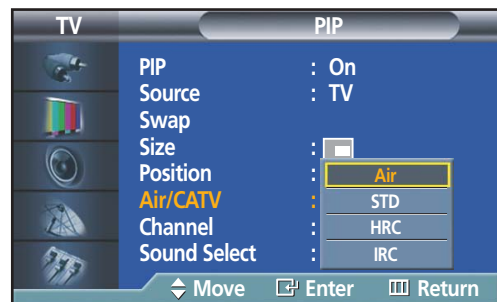 TV PIP
PIP : On
Source : TV
Swap
Size :
Position :
Air/CATV :
Channel :
Sound Select :
Air
STD
HRC
IRC
Move Enter Return